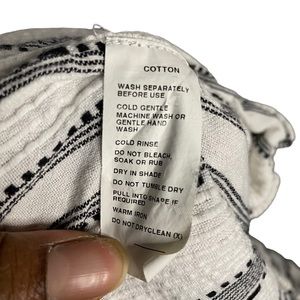 COTTON
WASH SEPARATELY
BEFORE USE
COLD GENTLE
MACHINE WASH OR
GENTLE HAND
WASH
COLD RINSE
DO NOT BLEACH,
SOAK OR RUB
DRY IN SHADE
DO NOT TUMBLE DRY
PULL INTO SHAPE IF
REQUIRED
WARM IRON
DO NOT DRYCLEAN (X)